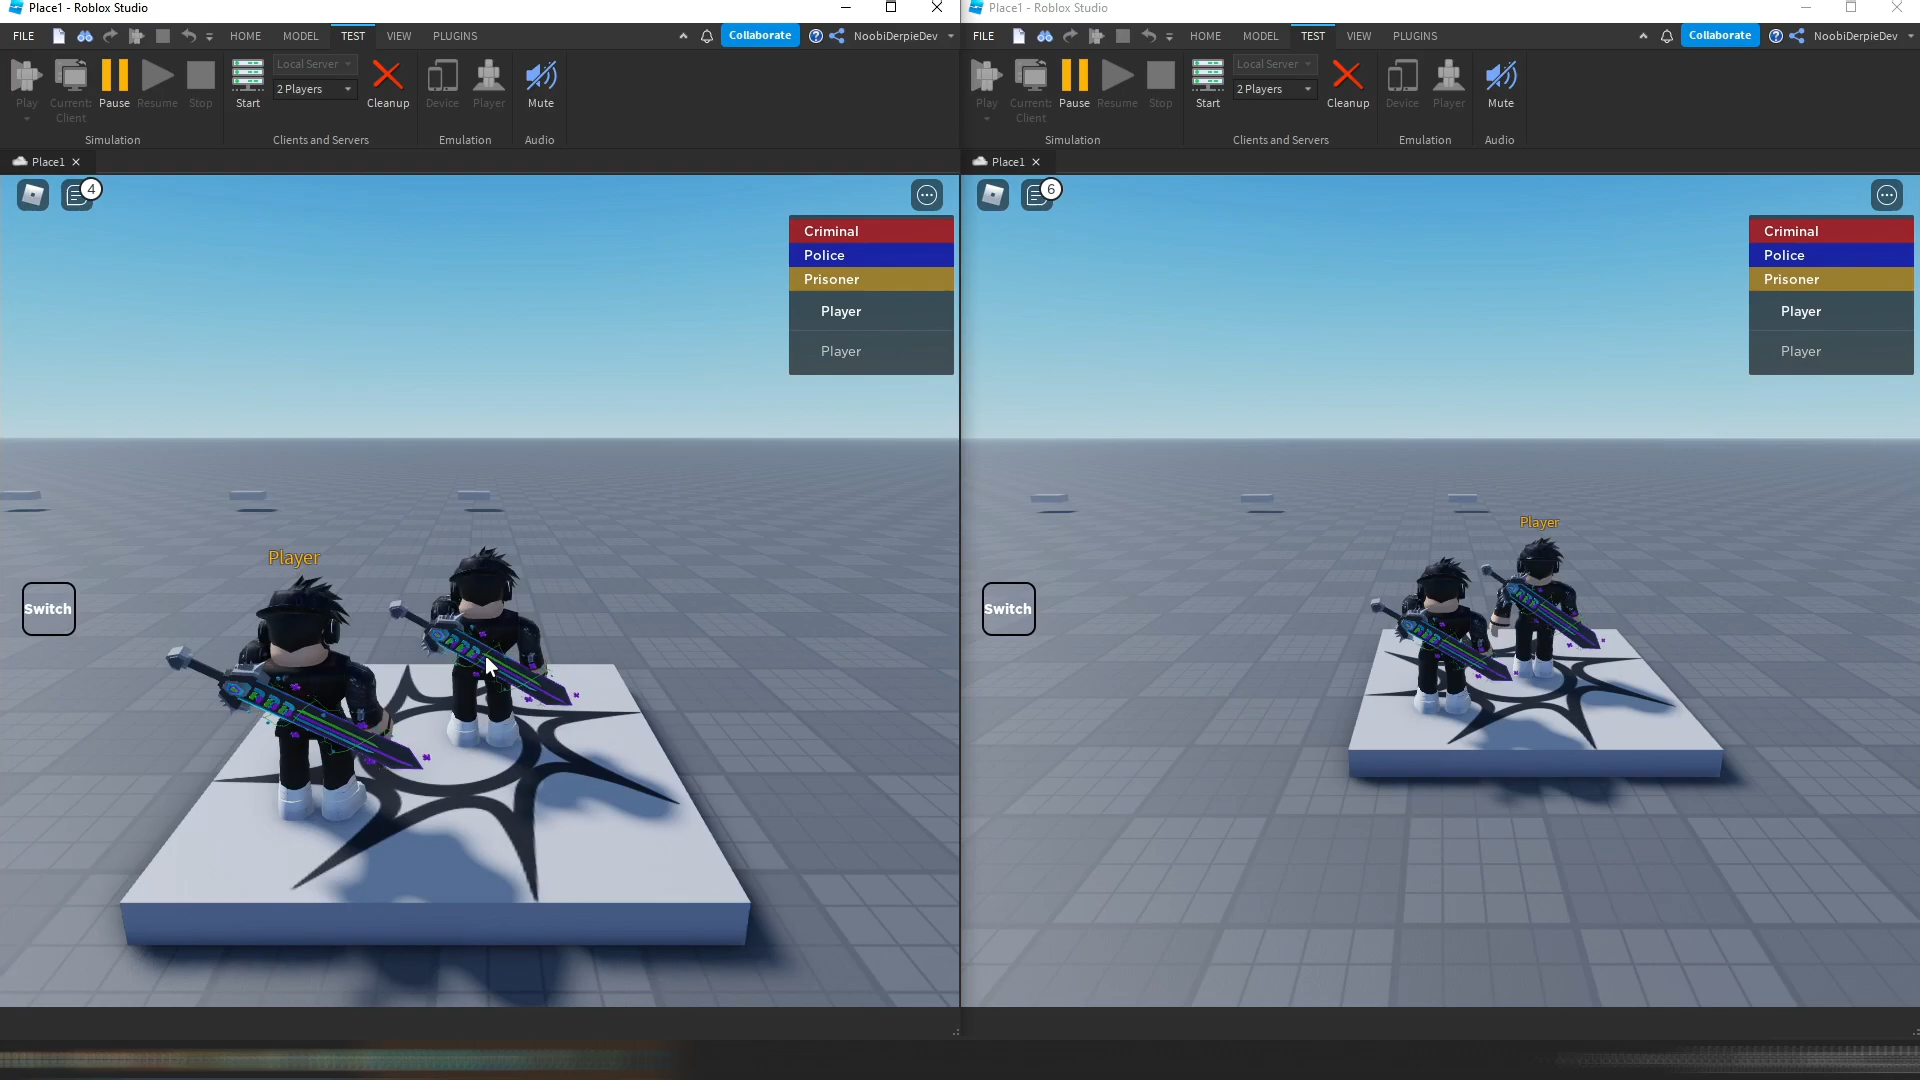 Place1 - Roblox Studio
FILE HOME MODEL TEST VIEW PLUGINS Collaborate NoobiDerpieDev
Local Server
2 Players
Play Current: Client Pause Resume Stop Start Cleanup Device Player Mute
Simulation Clients and Servers Emulation Audio
Place1
4
Criminal
Police
Prisoner
Player
Player
Player
Switch
RBB
RBB
Place1 - Roblox Studio
FILE HOME MODEL TEST VIEW PLUGINS Collaborate NoobiDerpieDev
Local Server
2 Players
Play Current: Client Pause Resume Stop Start Cleanup Device Player Mute
Simulation Clients and Servers Emulation Audio
Place1
6
Criminal
Police
Prisoner
Player
Player
Player
Switch